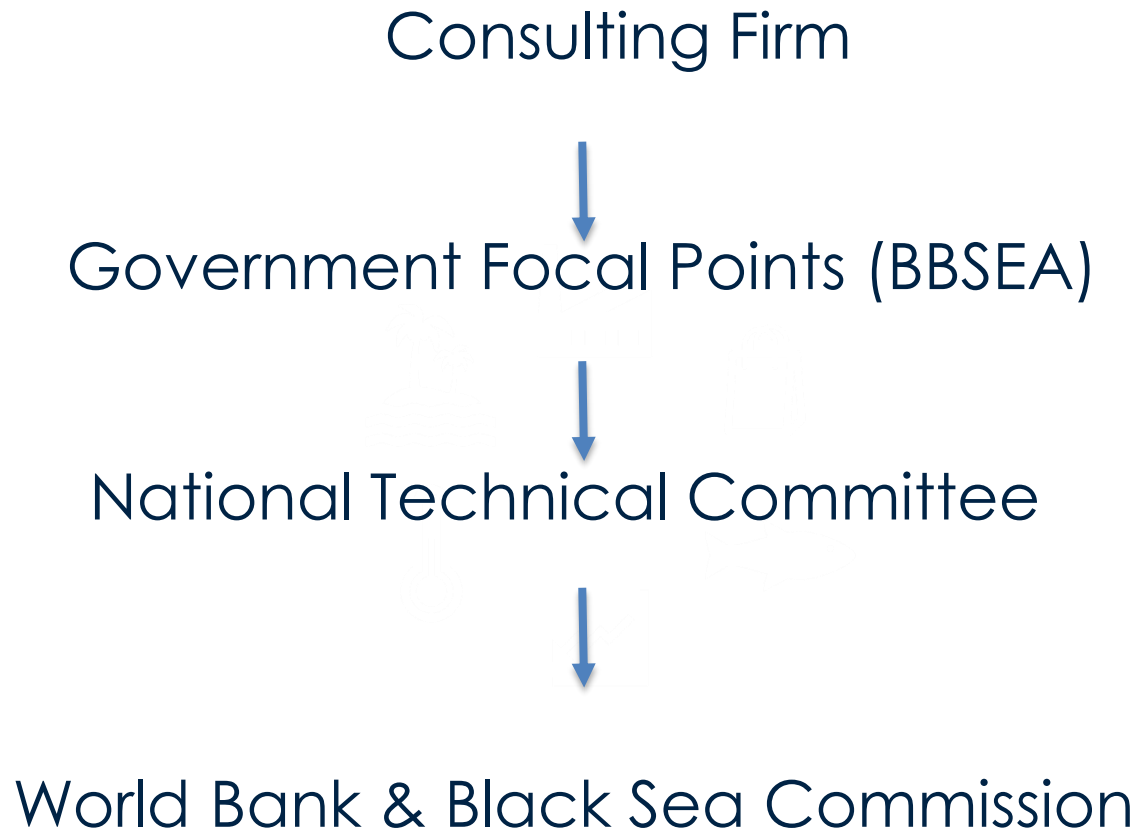 Consulting Firm
Government Focal Points (BBSEA)
National Technical Committee
World Bank & Black Sea Commission